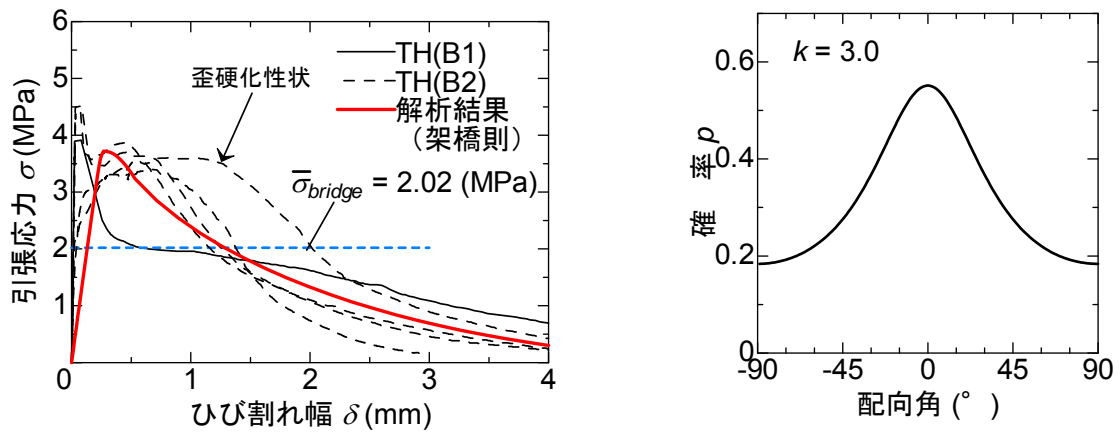 6
5
4
3
2
1
0
1
2
3
4
引張応力 σ (MPa)
ひび割れ幅 δ (mm)
TH(B1)
TH(B2)
解析結果
（架橋則）
歪硬化性状
σ̅bridge = 2.02 (MPa)
k = 3.0
0.6
0.4
0.2
0
-90
-45
0
45
90
確 率 p
配向角 (° )